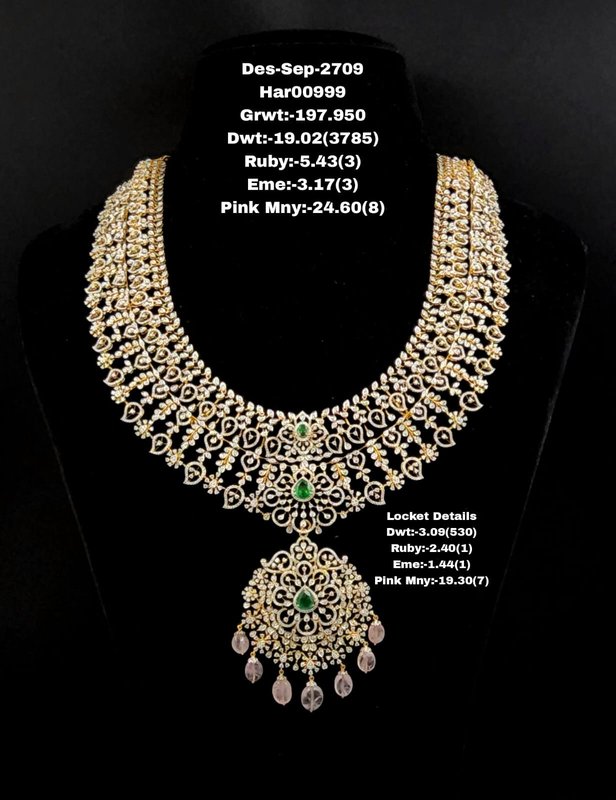 Des-Sep-2709
Har00999
Grwt:-197.950
Dwt:-19.02(3785)
Ruby:-5.43(3)
Eme:-3.17(3)
Pink Mny:-24.60(8)
Locket Details
Dwt:-3.09(530)
Ruby:-2.40(1)
Eme:-1.44(1)
Pink Mny:-19.30(7)